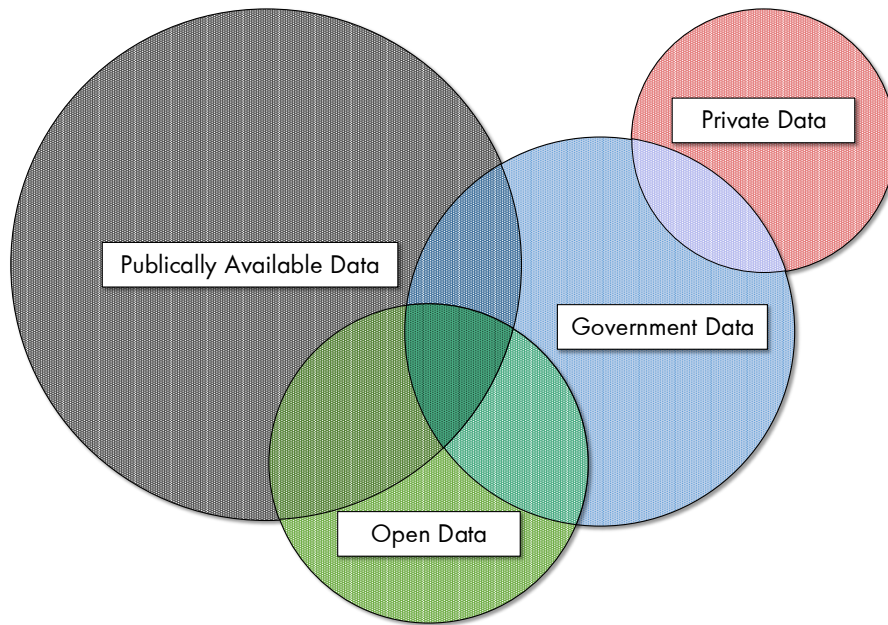 Private Data
Publically Available Data
Government Data
Open Data